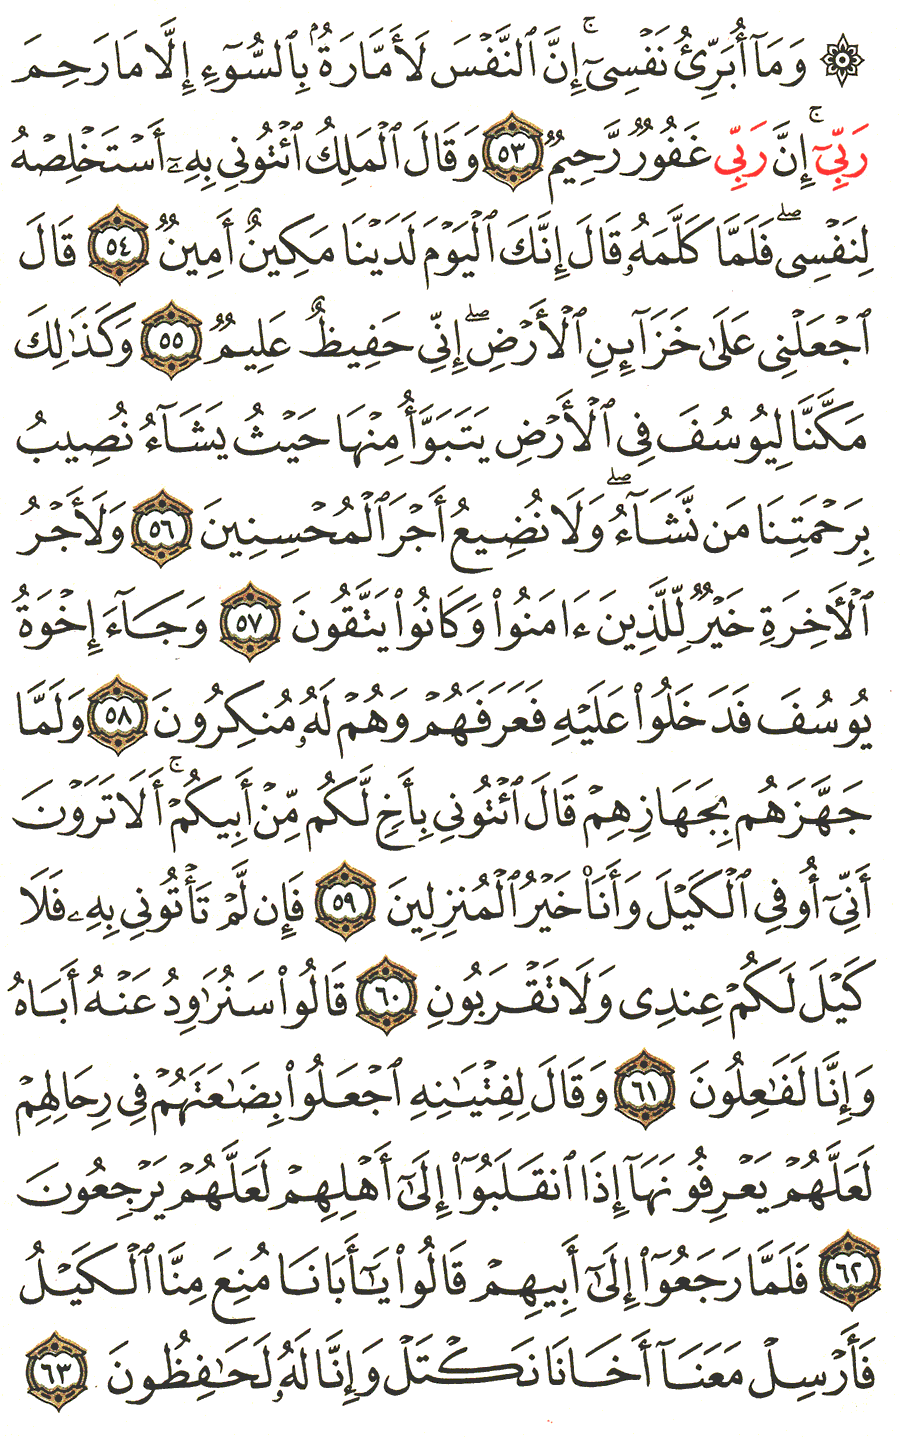 ۞ وَمَآ أُبَرِّئُ نَفْسِىٓ ۚ إِنَّ ٱلنَّفْسَ لَأَمَّارَةٌۢ بِٱلسُّوٓءِ إِلَّا مَا رَحِمَ
رَبِّىٓ ۚ إِنَّ رَبِّى غَفُورٌ رَّحِيمٌ ٥٣ وَقَالَ ٱلْمَلِكُ ٱئْتُونِى بِهِۦٓ أَسْتَخْلِصْهُ
لِنَفْسِى ۖ فَلَمَّا كَلَّمَهُۥ قَالَ إِنَّكَ ٱلْيَوْمَ لَدَيْنَا مَكِينٌ أَمِينٌ ٥٤ قَالَ
ٱجْعَلْنِى عَلَىٰ خَزَآئِنِ ٱلْأَرْضِ ۖ إِنِّى حَفِيظٌ عَلِيمٌ ٥٥ وَكَذَٰلِكَ
مَكَّنَّا لِيُوسُفَ فِى ٱلْأَرْضِ يَتَبَوَّأُ مِنْهَا حَيْثُ يَشَآءُ ۚ نُصِيبُ
بِرَحْمَتِنَا مَن نَّشَآءُ ۖ وَلَا نُضِيعُ أَجْرَ ٱلْمُحْسِنِينَ ٥٦ وَلَأَجْرُ
ٱلْـَٔاخِرَةِ خَيْرٌ لِّلَّذِينَ ءَامَنُوا۟ وَكَانُوا۟ يَتَّقُونَ ٥٧ وَجَآءَ إِخْوَةُ
يُوسُفَ فَدَخَلُوا۟ عَلَيْهِ فَعَرَفَهُمْ وَهُمْ لَهُۥ مُنكِرُونَ ٥٨ وَلَمَّا
جَهَّزَهُم بِجَهَازِهِمْ قَالَ ٱئْتُونِى بِأَخٍ لَّكُم مِّنْ أَبِيكُمْ ۚ أَلَا تَرَوْنَ
أَنِّىٓ أُوفِى ٱلْكَيْلَ وَأَنَا۠ خَيْرُ ٱلْمُنزِلِينَ ٥٩ فَإِن لَّمْ تَأْتُونِى بِهِۦ فَلَا
كَيْلَ لَكُمْ عِندِى وَلَا تَقْرَبُونِ ٦٠ قَالُوا۟ سَنُرَٰوِدُ عَنْهُ أَبَاهُ
وَإِنَّا لَفَـٰعِلُونَ ٦١ وَقَالَ لِفِتْيَـٰنِهِ ٱجْعَلُوا۟ بِضَـٰعَتَهُمْ فِى رِحَالِهِمْ
لَعَلَّهُمْ يَعْرِفُونَهَآ إِذَا ٱنقَلَبُوٓا۟ إِلَىٰٓ أَهْلِهِمْ لَعَلَّهُمْ يَرْجِعُونَ
٦٢ فَلَمَّا رَجَعُوٓا۟ إِلَىٰٓ أَبِيهِمْ قَالُوا۟ يَـٰٓأَبَانَا مُنِعَ مِنَّا ٱلْكَيْلُ
فَأَرْسِلْ مَعَنَآ أَخَانَا نَكْتَلْ وَإِنَّا لَهُۥ لَحَـٰفِظُونَ ٦٣